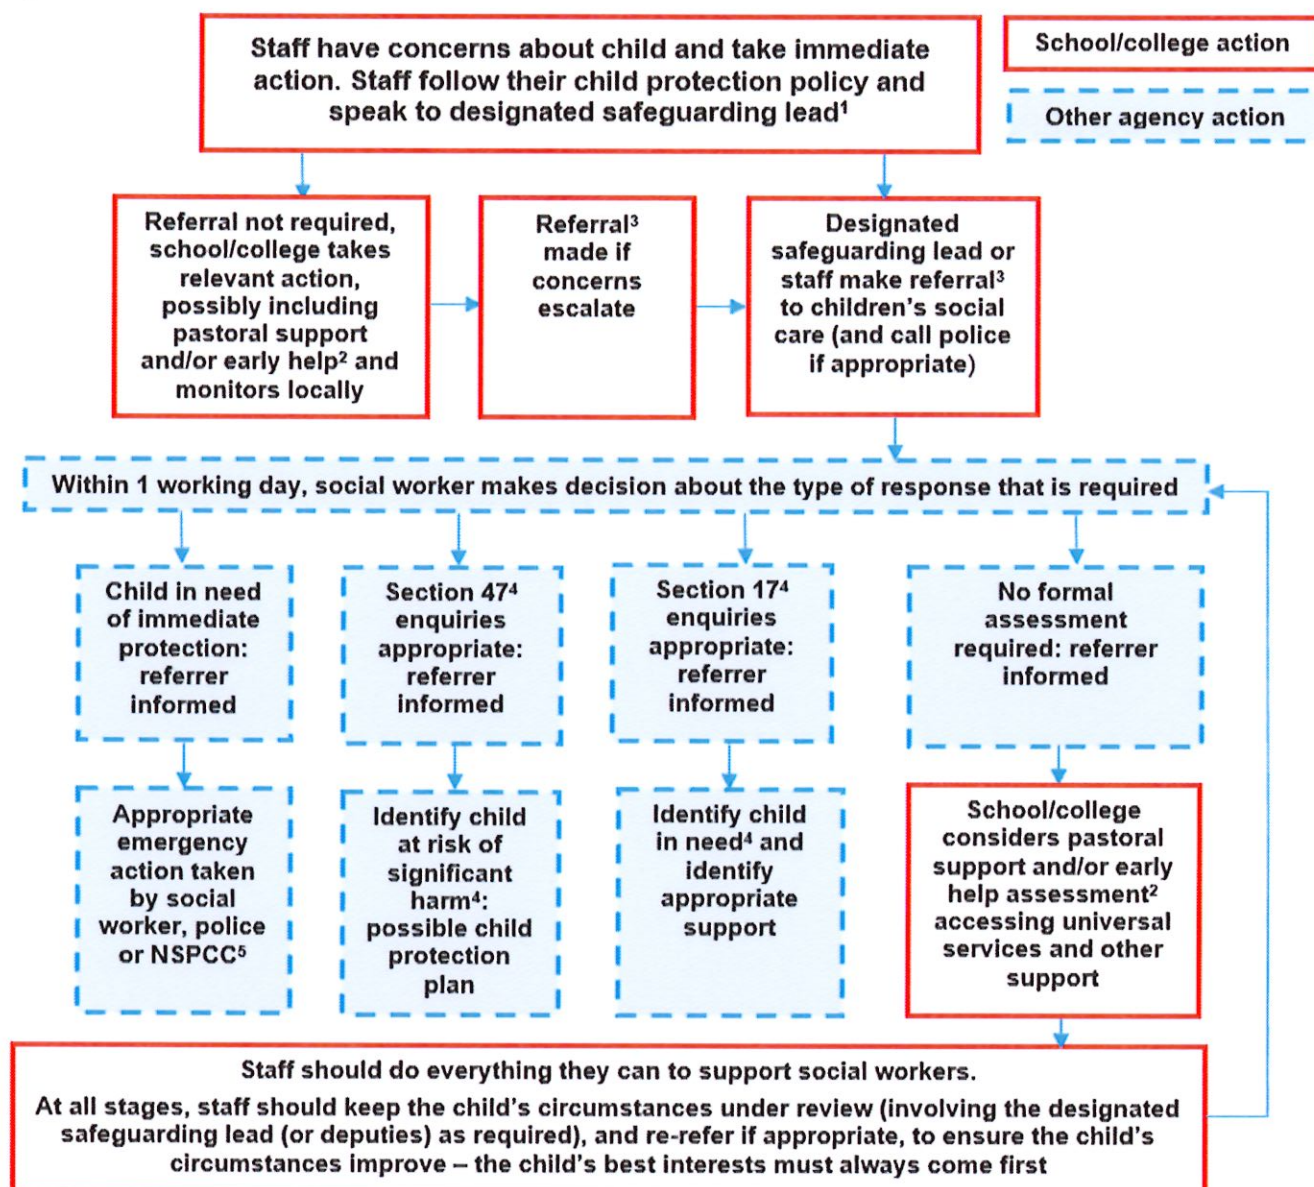 Staff have concerns about child and take immediate
action. Staff follow their child protection policy and
speak to designated safeguarding lead¹
School/college action
Other agency action
Referral not required,
school/college takes
relevant action,
possibly including
pastoral support
and/or early help² and
monitors locally
Referral³
made if
concerns
escalate
Designated
safeguarding lead or
staff make referral³
to children's social
care (and call police
if appropriate)
Within 1 working day, social worker makes decision about the type of response that is required
Child in need
of immediate
protection:
referrer
informed
Section 47⁴
enquiries
appropriate:
referrer
informed
Section 17⁴
enquiries
appropriate:
referrer
informed
No formal
assessment
required: referrer
informed
Appropriate
emergency
action taken
by social
worker, police
or NSPCC⁵
Identify child
at risk of
significant
harm⁴:
possible child
protection
plan
Identify child
in need⁴ and
identify
appropriate
support
School/college
considers pastoral
support and/or early
help assessment²
accessing universal
services and other
support
Staff should do everything they can to support social workers.
At all stages, staff should keep the child's circumstances under review (involving the designated
safeguarding lead (or deputies) as required), and re-refer if appropriate, to ensure the child's
circumstances improve – the child's best interests must always come first